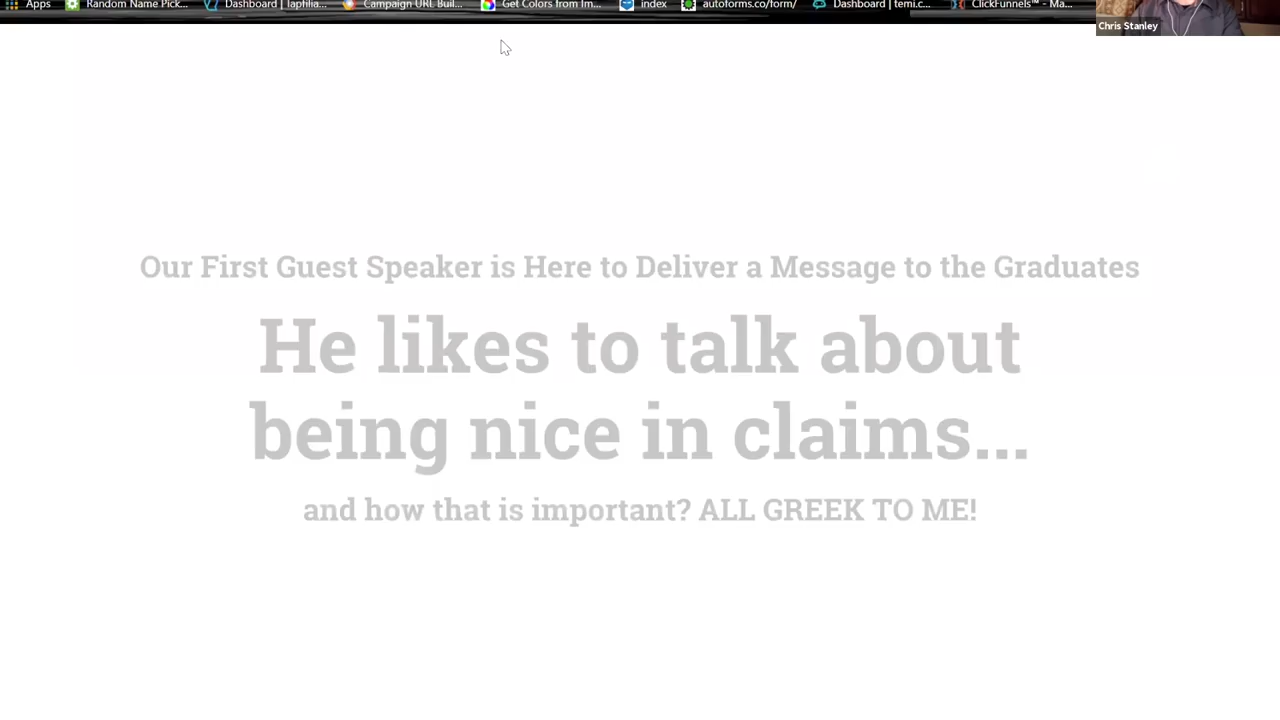 Apps Random Name Pick... Dashboard | Taptilia... Campaign URL Buil... Get Colors from Im... index autoforms.co/form/ Dashboard | temi.c... ClickFunnels™ - Ma...
Chris Stanley
Our First Guest Speaker is Here to Deliver a Message to the Graduates
He likes to talk about
being nice in claims...
and how that is important? ALL GREEK TO ME!